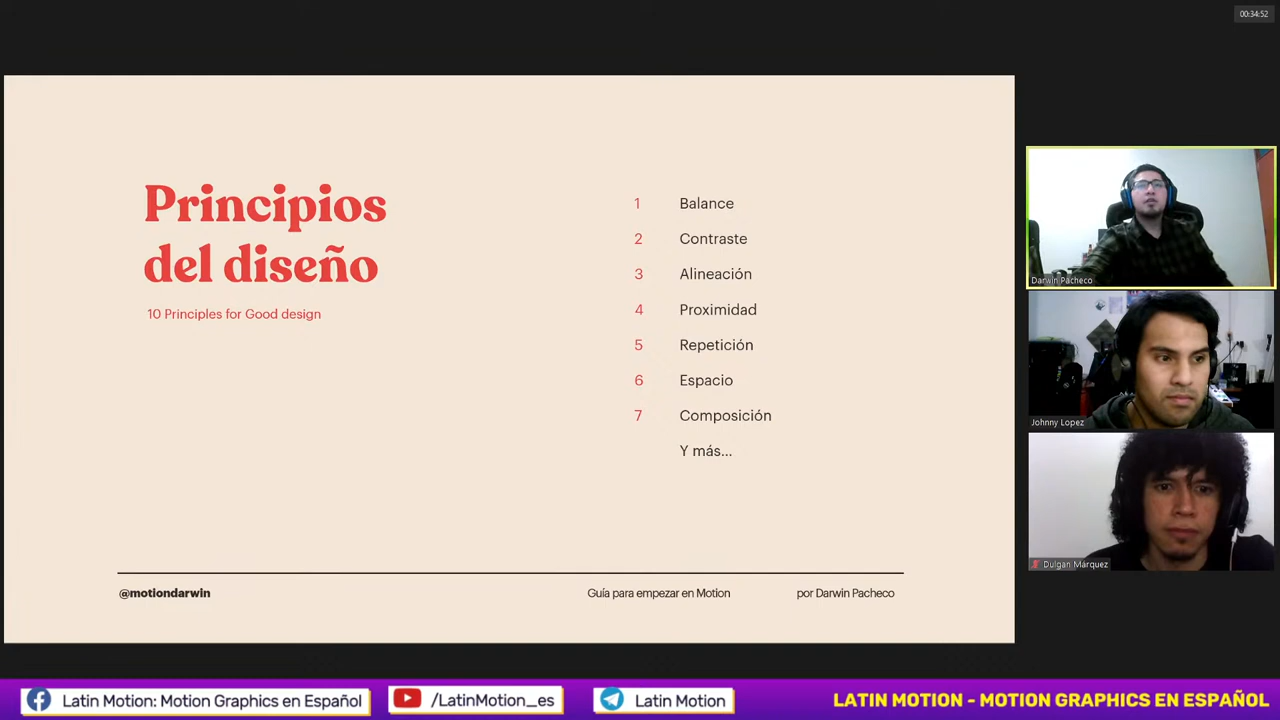 00:34:52
Principios
del diseño
10 Principles for Good design
1 Balance
2 Contraste
3 Alineación
4 Proximidad
5 Repetición
6 Espacio
7 Composición
Y más...
@motiondarwin
Guía para empezar en Motion
por Darwin Pacheco
Darwin Pacheco
Johnny Lopez
Dulgan Márquez
Latin Motion: Motion Graphics en Español
/LatinMotion_es
Latin Motion
LATIN MOTION - MOTION GRAPHICS EN ESPAÑOL